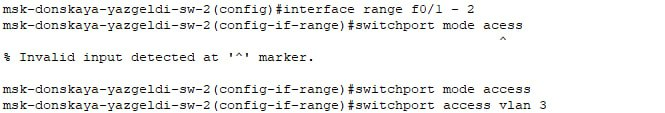 msk-donskaya-yazgeldi-sw-2(config)#interface range f0/1 - 2
msk-donskaya-yazgeldi-sw-2(config-if-range)#switchport mode acess
^
% Invalid input detected at '^' marker.
msk-donskaya-yazgeldi-sw-2(config-if-range)#switchport mode access
msk-donskaya-yazgeldi-sw-2(config-if-range)#switchport access vlan 3